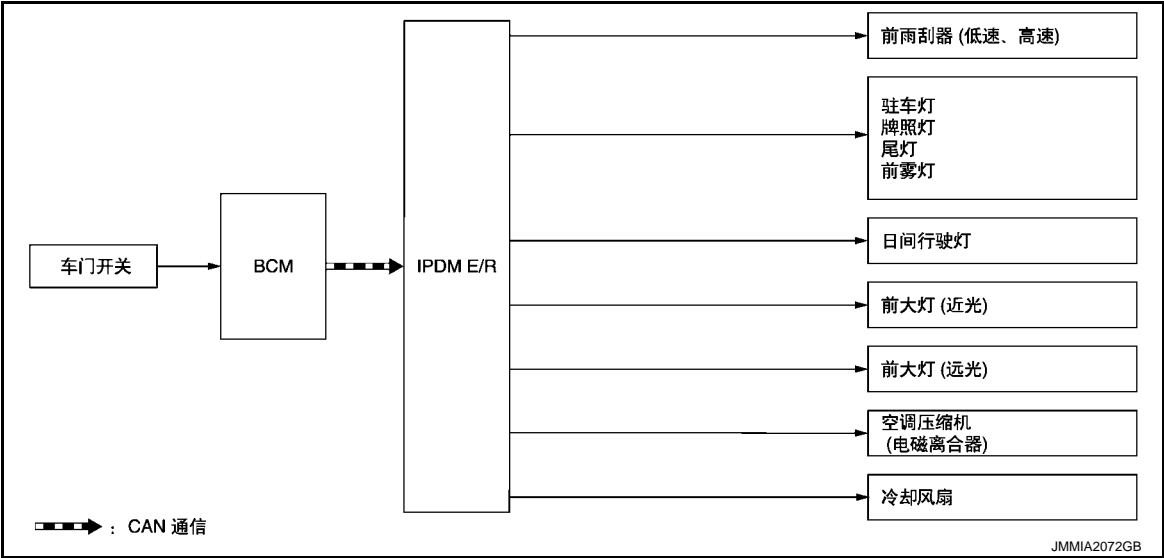 前雨刮器 (低速、高速)
驻车灯
牌照灯
尾灯
前雾灯
日间行驶灯
车门开关
BCM
IPDM E/R
前大灯 (近光)
前大灯 (远光)
空调压缩机
(电磁离合器)
冷却风扇
: CAN 通信
JMMIA2072GB